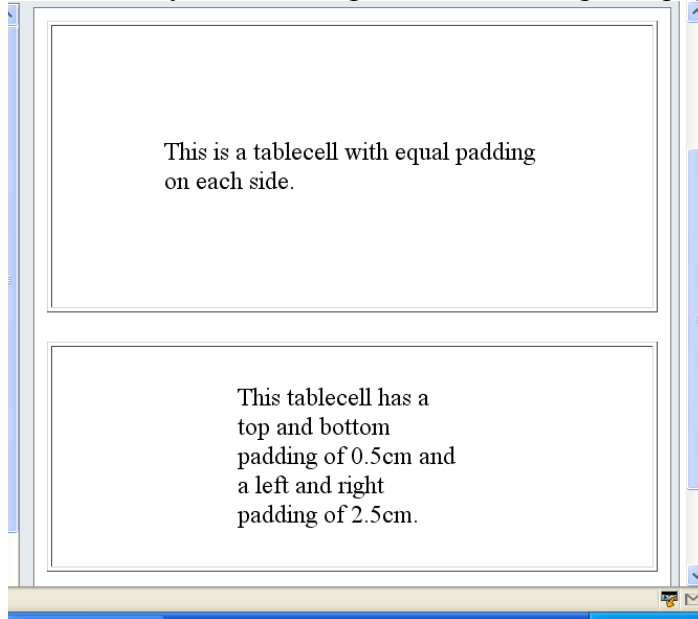 This is a tablecell with equal padding
on each side.
This tablecell has a
top and bottom
padding of 0.5cm and
a left and right
padding of 2.5cm.